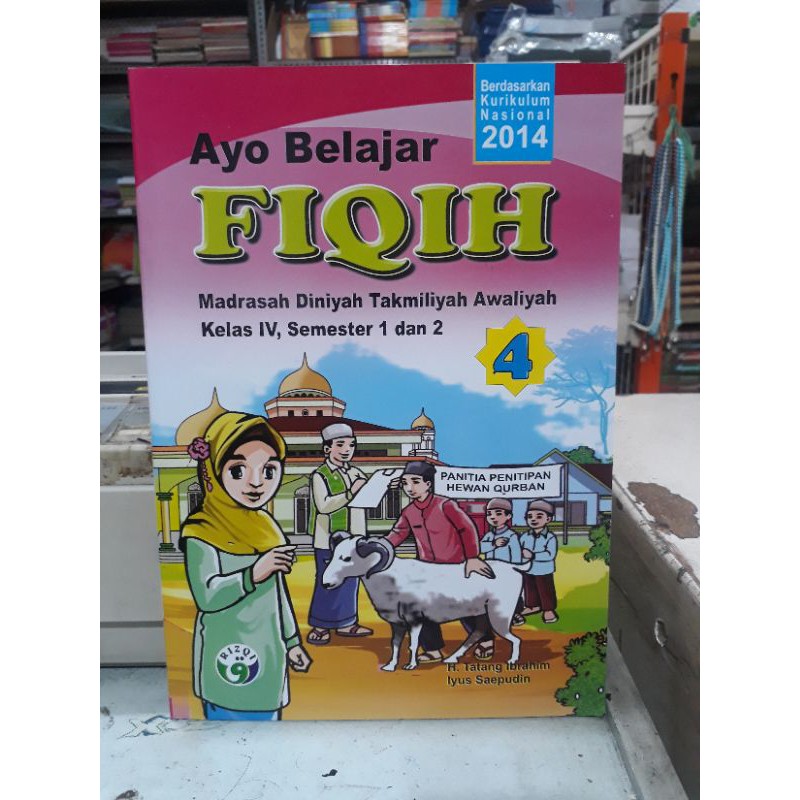 Berdasarkan
Kurikulum
Nasional
2014
Ayo Belajar
FIQIH
Madrasah Diniyah Takmiliyah Awaliyah
Kelas IV, Semester 1 dan 2
4
PANITIA PENITIPAN
HEWAN QURBAN
RIZQI
H. Tatang Ibrahim
Iyus Saepudin